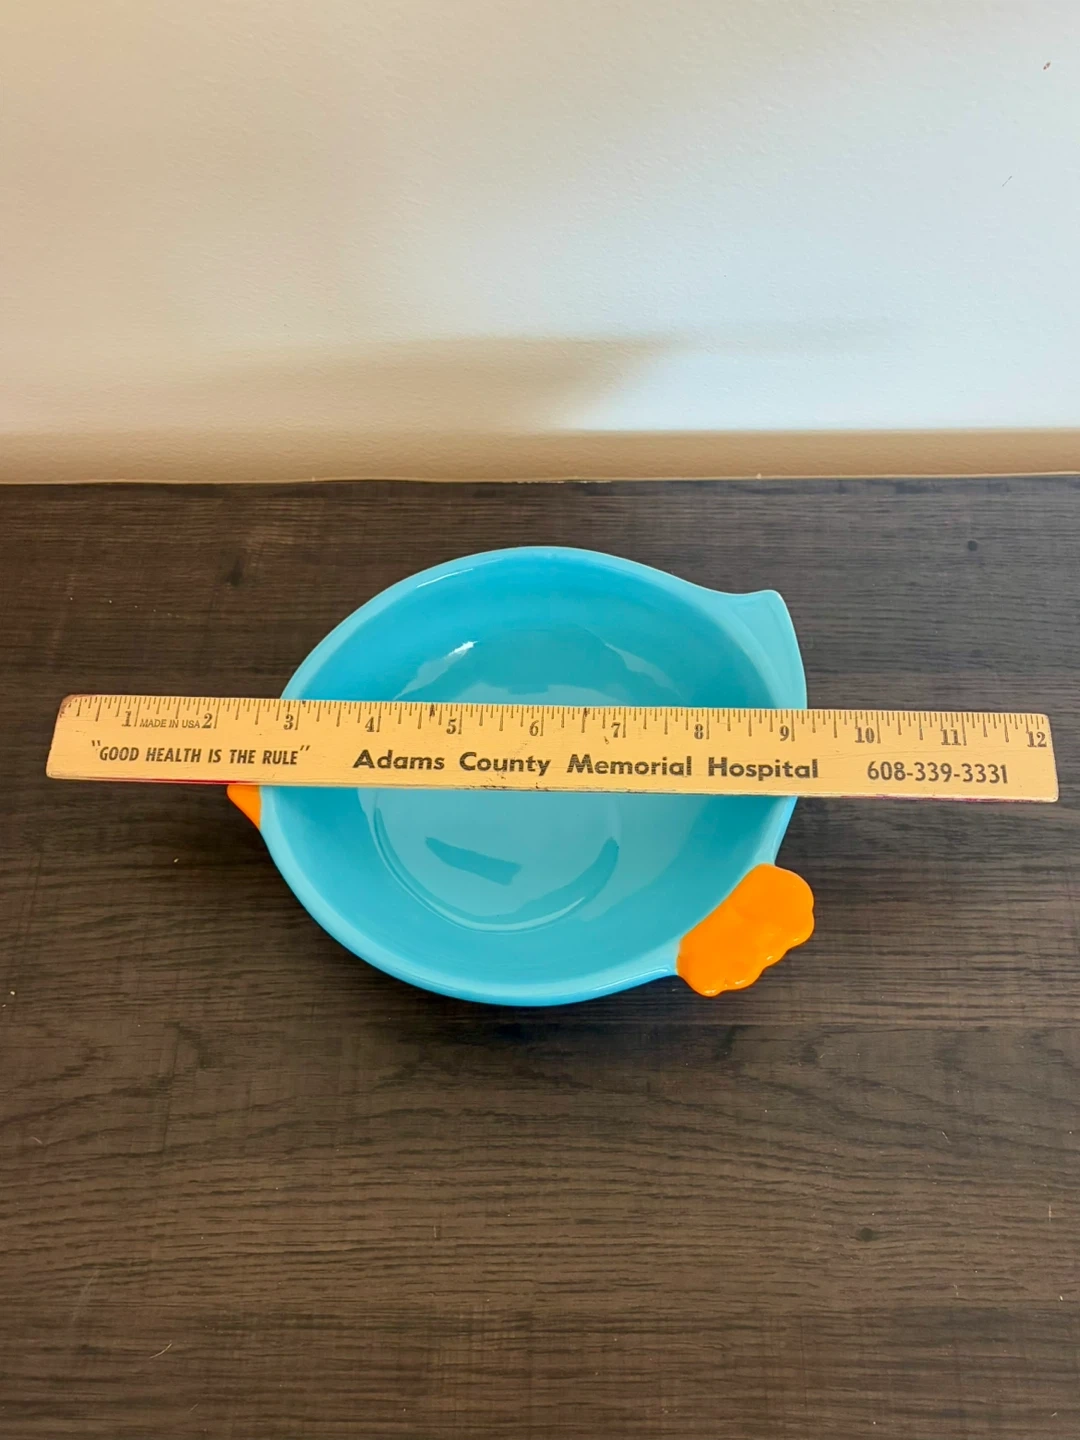 1 MADE IN USA 2 3 4 5 6 7 8 9 10 11 12
"GOOD HEALTH IS THE RULE" Adams County Memorial Hospital 608-339-3331